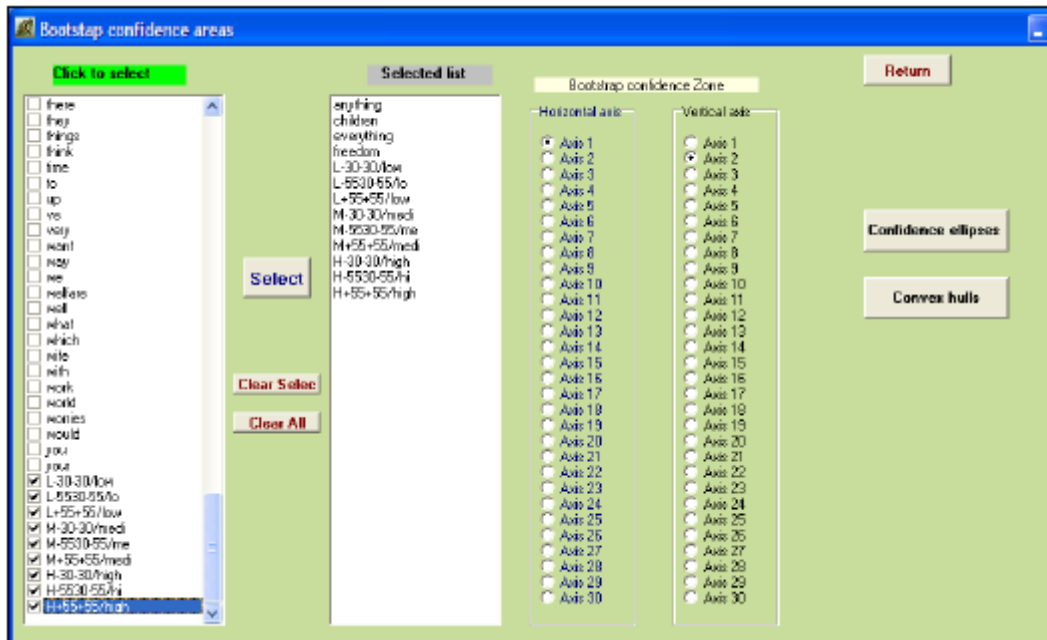 Bootstap confidence areas
Click to select
there
they
things
think
time
to
up
ve
very
want
way
we
welfare
well
what
which
wife
with
work
world
worries
would
you
your
L-30-30/low
L-5530-55/lo
L+55+55/low
M-30-30/medi
M-5530-55/me
M+55+55/medi
H-30-30/high
H-5530-55/hi
H+55+55/high
Select
Clear Selec
Clear All
Selected list
anything
children
everything
freedom
L-30-30/low
L-5530-55/lo
L+55+55/low
M-30-30/medi
M-5530-55/me
M+55+55/medi
H-30-30/high
H-5530-55/hi
H+55+55/high
Bootstrap confidence Zone
Horizontal axis
Axis 1
Axis 2
Axis 3
Axis 4
Axis 5
Axis 6
Axis 7
Axis 8
Axis 9
Axis 10
Axis 11
Axis 12
Axis 13
Axis 14
Axis 15
Axis 16
Axis 17
Axis 18
Axis 19
Axis 20
Axis 21
Axis 22
Axis 23
Axis 24
Axis 25
Axis 26
Axis 27
Axis 28
Axis 29
Axis 30
Vertical axis
Axis 1
Axis 2
Axis 3
Axis 4
Axis 5
Axis 6
Axis 7
Axis 8
Axis 9
Axis 10
Axis 11
Axis 12
Axis 13
Axis 14
Axis 15
Axis 16
Axis 17
Axis 18
Axis 19
Axis 20
Axis 21
Axis 22
Axis 23
Axis 24
Axis 25
Axis 26
Axis 27
Axis 28
Axis 29
Axis 30
Return
Confidence ellipses
Convex hulls